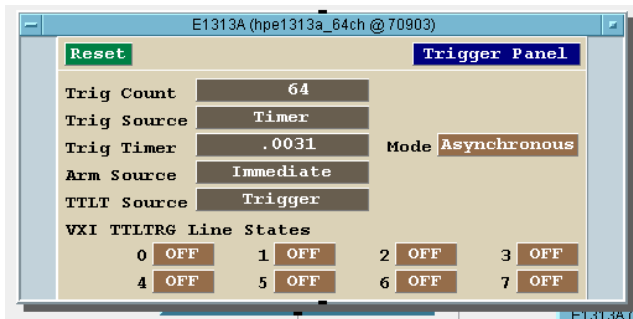 E1313A (hpe1313a_64ch @ 70903)
Reset Trigger Panel
Trig Count 64
Trig Source Timer
Trig Timer .0031 Mode Asynchronous
Arm Source Immediate
TTLT Source Trigger
VXI TTLTRG Line States
0 OFF 1 OFF 2 OFF 3 OFF
4 OFF 5 OFF 6 OFF 7 OFF
E1313A (